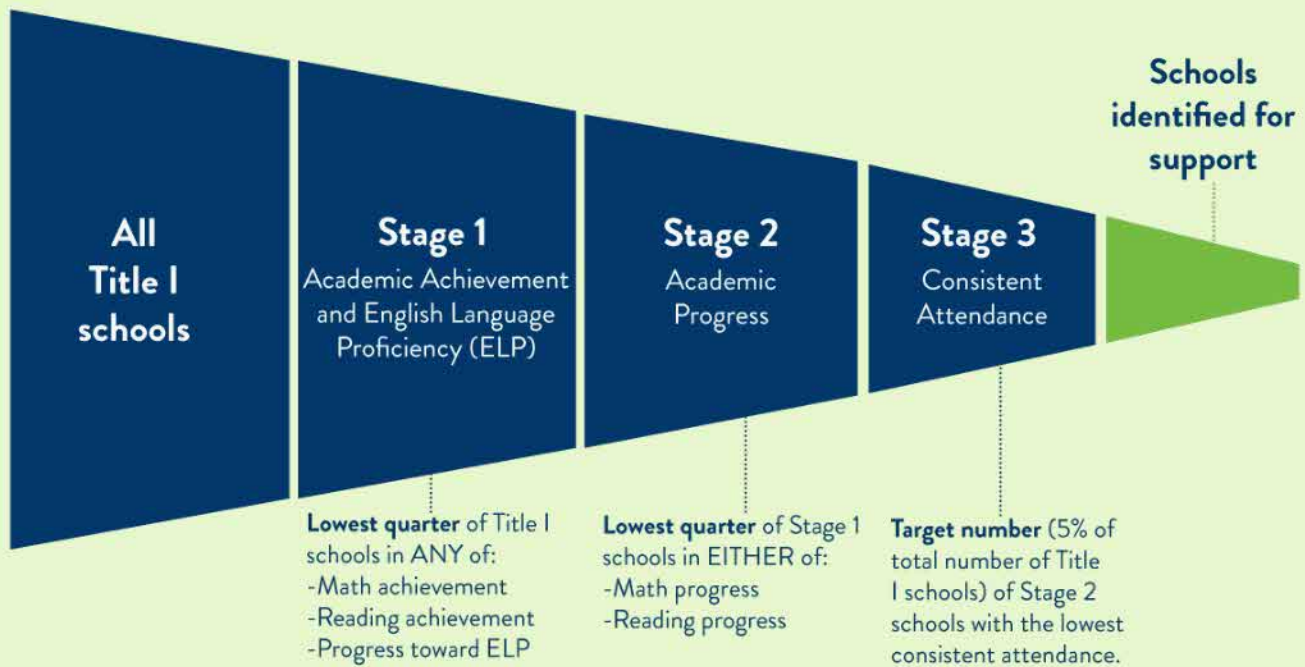 All
Title I
schools
Stage 1
Academic Achievement
and English Language
Proficiency (ELP)
Stage 2
Academic
Progress
Stage 3
Consistent
Attendance
Schools
identified for
support
Lowest quarter of Title I
schools in ANY of:
-Math achievement
-Reading achievement
-Progress toward ELP
Lowest quarter of Stage 1
schools in EITHER of:
-Math progress
-Reading progress
Target number (5% of
total number of Title
I schools) of Stage 2
schools with the lowest
consistent attendance.